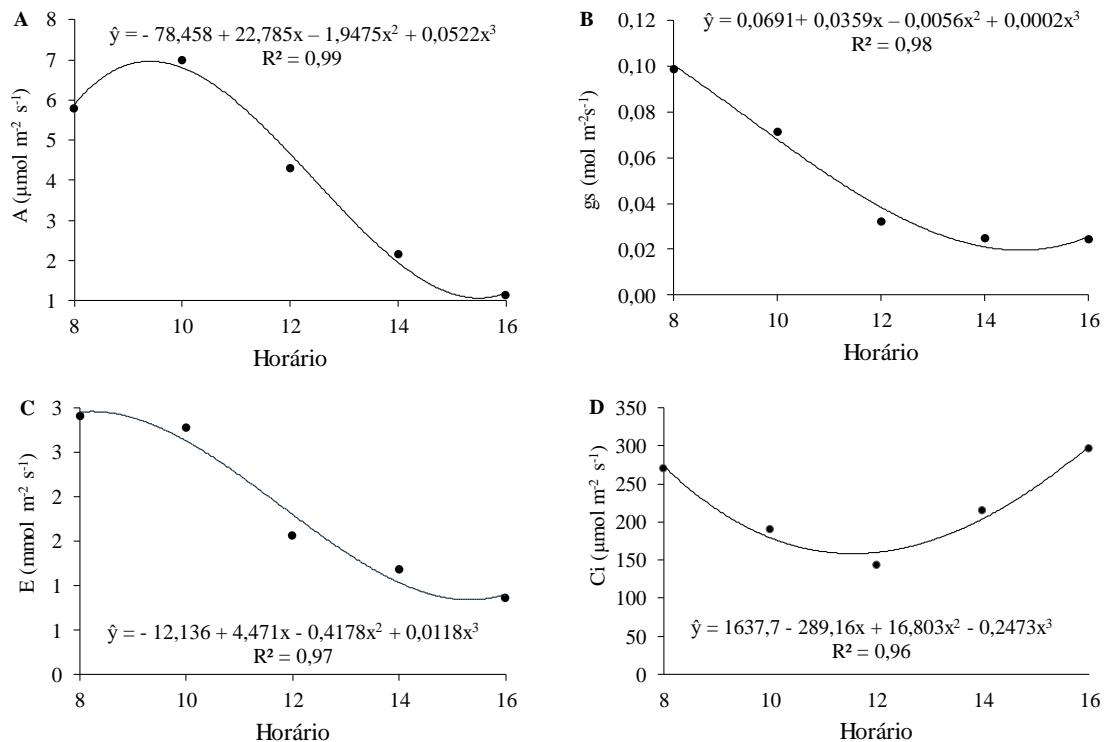 A
8
7
6
5
4
3
2
1
A (µmol m⁻² s⁻¹)
ŷ = - 78,458 + 22,785x – 1,9475x² + 0,0522x³
R² = 0,99
8 10 12 14 16
Horário
B
0,12
0,10
0,08
0,06
0,04
0,02
0,00
gs (mol m⁻²s⁻¹)
ŷ = 0,0691+ 0,0359x – 0,0056x² + 0,0002x³
R² = 0,98
8 10 12 14 16
Horário
C
3
3
2
2
1
1
0
E (mmol m⁻² s⁻¹)
ŷ = - 12,136 + 4,471x - 0,4178x² + 0,0118x³
R² = 0,97
8 10 12 14 16
Horário
D
350
300
250
200
150
100
50
0
Ci (µmol m⁻² s⁻¹)
ŷ = 1637,7 - 289,16x + 16,803x² - 0,2473x³
R² = 0,96
8 10 12 14 16
Horário